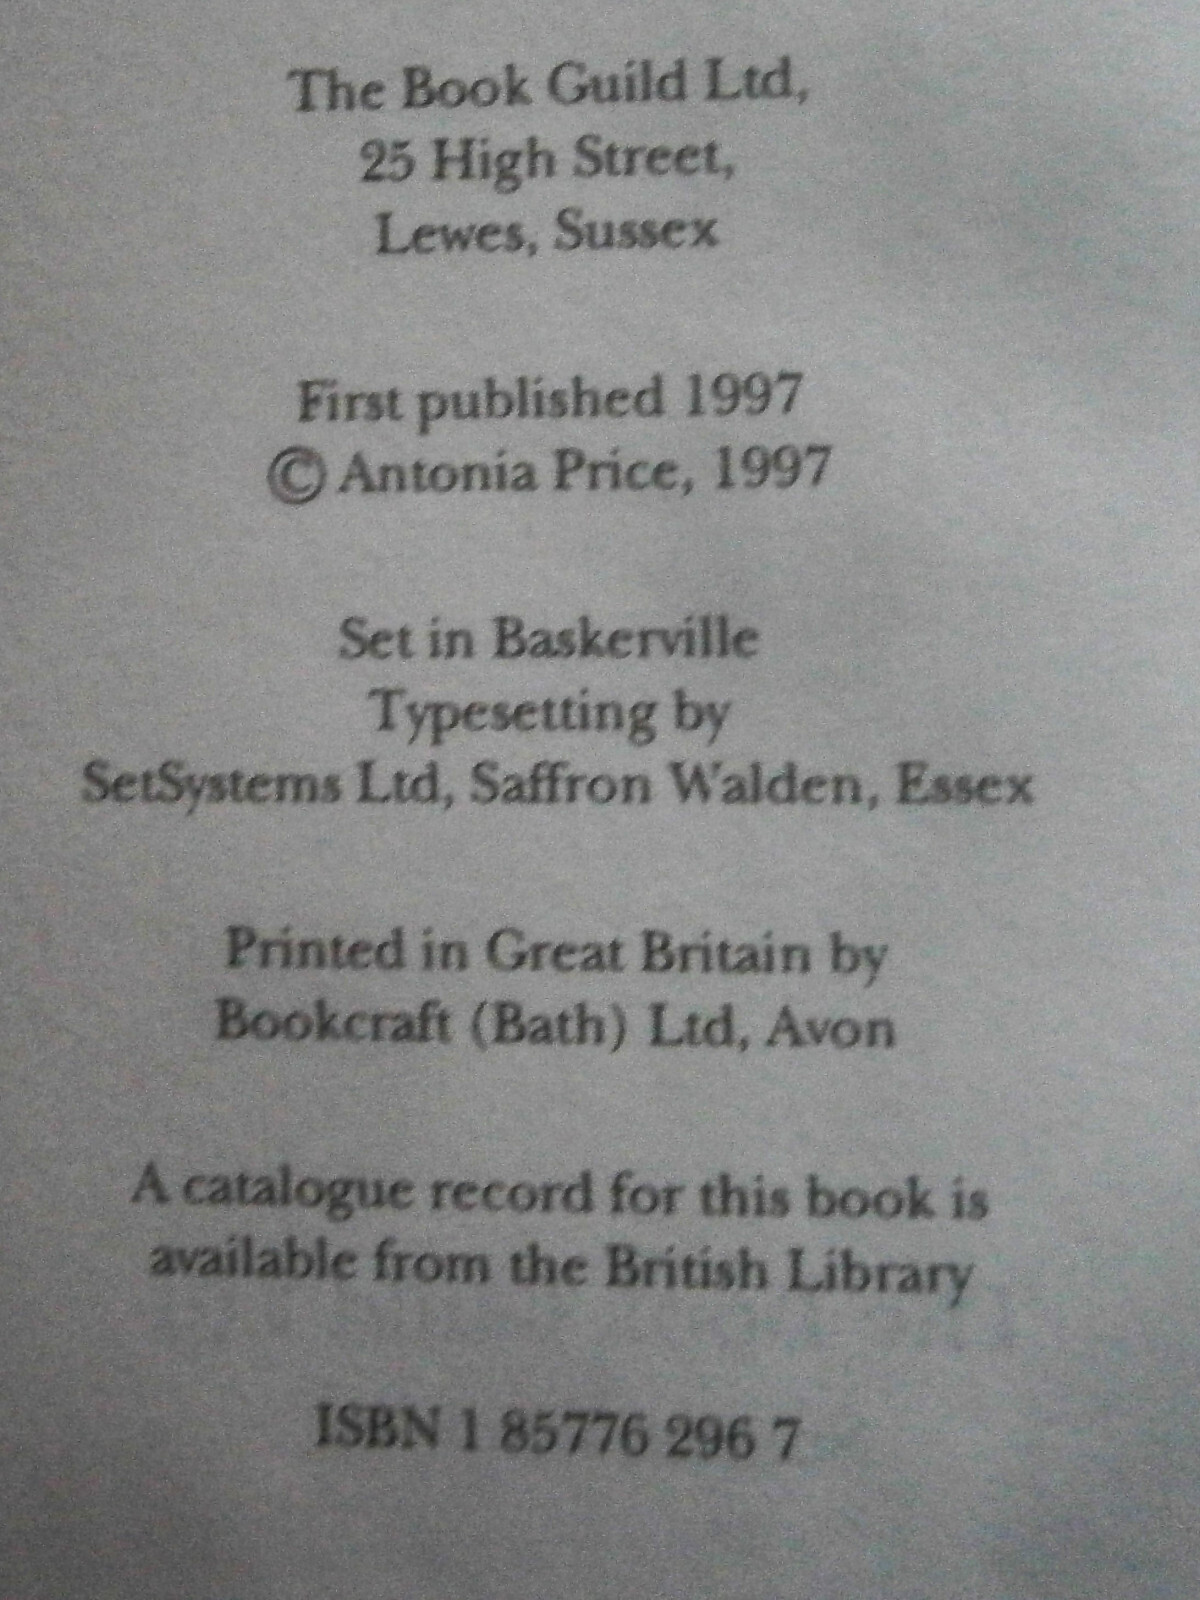 The Book Guild Ltd,
25 High Street,
Lewes, Sussex
First published 1997
© Antonia Price, 1997
Set in Baskerville
Typesetting by
SetSystems Ltd, Saffron Walden, Essex
Printed in Great Britain by
Bookcraft (Bath) Ltd, Avon
A catalogue record for this book is
available from the British Library
ISBN 1 85776 296 7